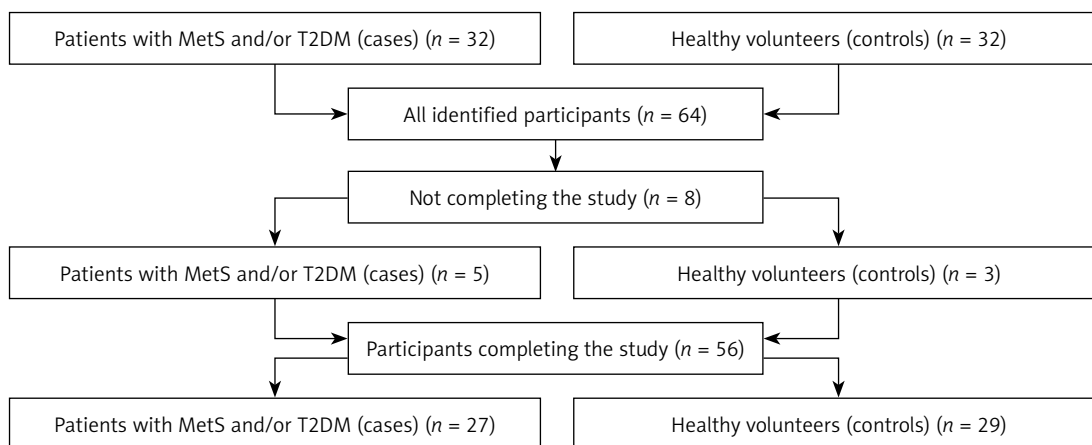 Patients with MetS and/or T2DM (cases) (n = 32)
Healthy volunteers (controls) (n = 32)
All identified participants (n = 64)
Not completing the study (n = 8)
Patients with MetS and/or T2DM (cases) (n = 5)
Healthy volunteers (controls) (n = 3)
Participants completing the study (n = 56)
Patients with MetS and/or T2DM (cases) (n = 27)
Healthy volunteers (controls) (n = 29)